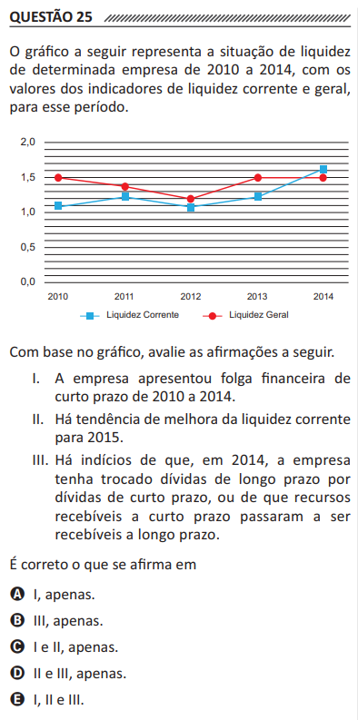 QUESTÃO 25
O gráfico a seguir representa a situação de liquidez
de determinada empresa de 2010 a 2014, com os
valores dos indicadores de liquidez corrente e geral,
para esse período.
2,0
1,5
1,0
0,5
0,0
2010 2011 2012 2013 2014
Liquidez Corrente Liquidez Geral
Com base no gráfico, avalie as afirmações a seguir.
I. A empresa apresentou folga financeira de
curto prazo de 2010 a 2014.
II. Há tendência de melhora da liquidez corrente
para 2015.
III. Há indícios de que, em 2014, a empresa
tenha trocado dívidas de longo prazo por
dívidas de curto prazo, ou de que recursos
recebíveis a curto prazo passaram a ser
recebíveis a longo prazo.
É correto o que se afirma em
A I, apenas.
B III, apenas.
C I e II, apenas.
D II e III, apenas.
E I, II e III.